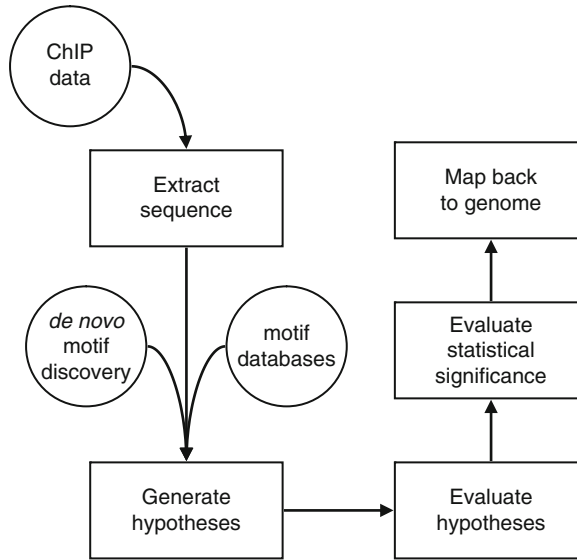 ChIP
data
Extract
sequence
de novo
motif
discovery
motif
databases
Generate
hypotheses
Evaluate
hypotheses
Evaluate
statistical
significance
Map back
to genome